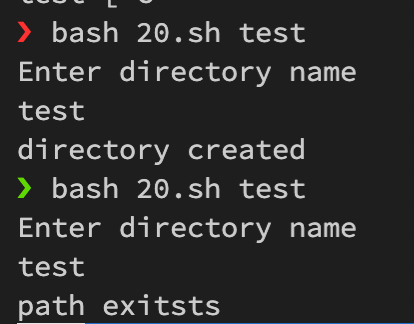 ❯ bash 20.sh test
Enter directory name
test
directory created
❯ bash 20.sh test
Enter directory name
test
path exitsts